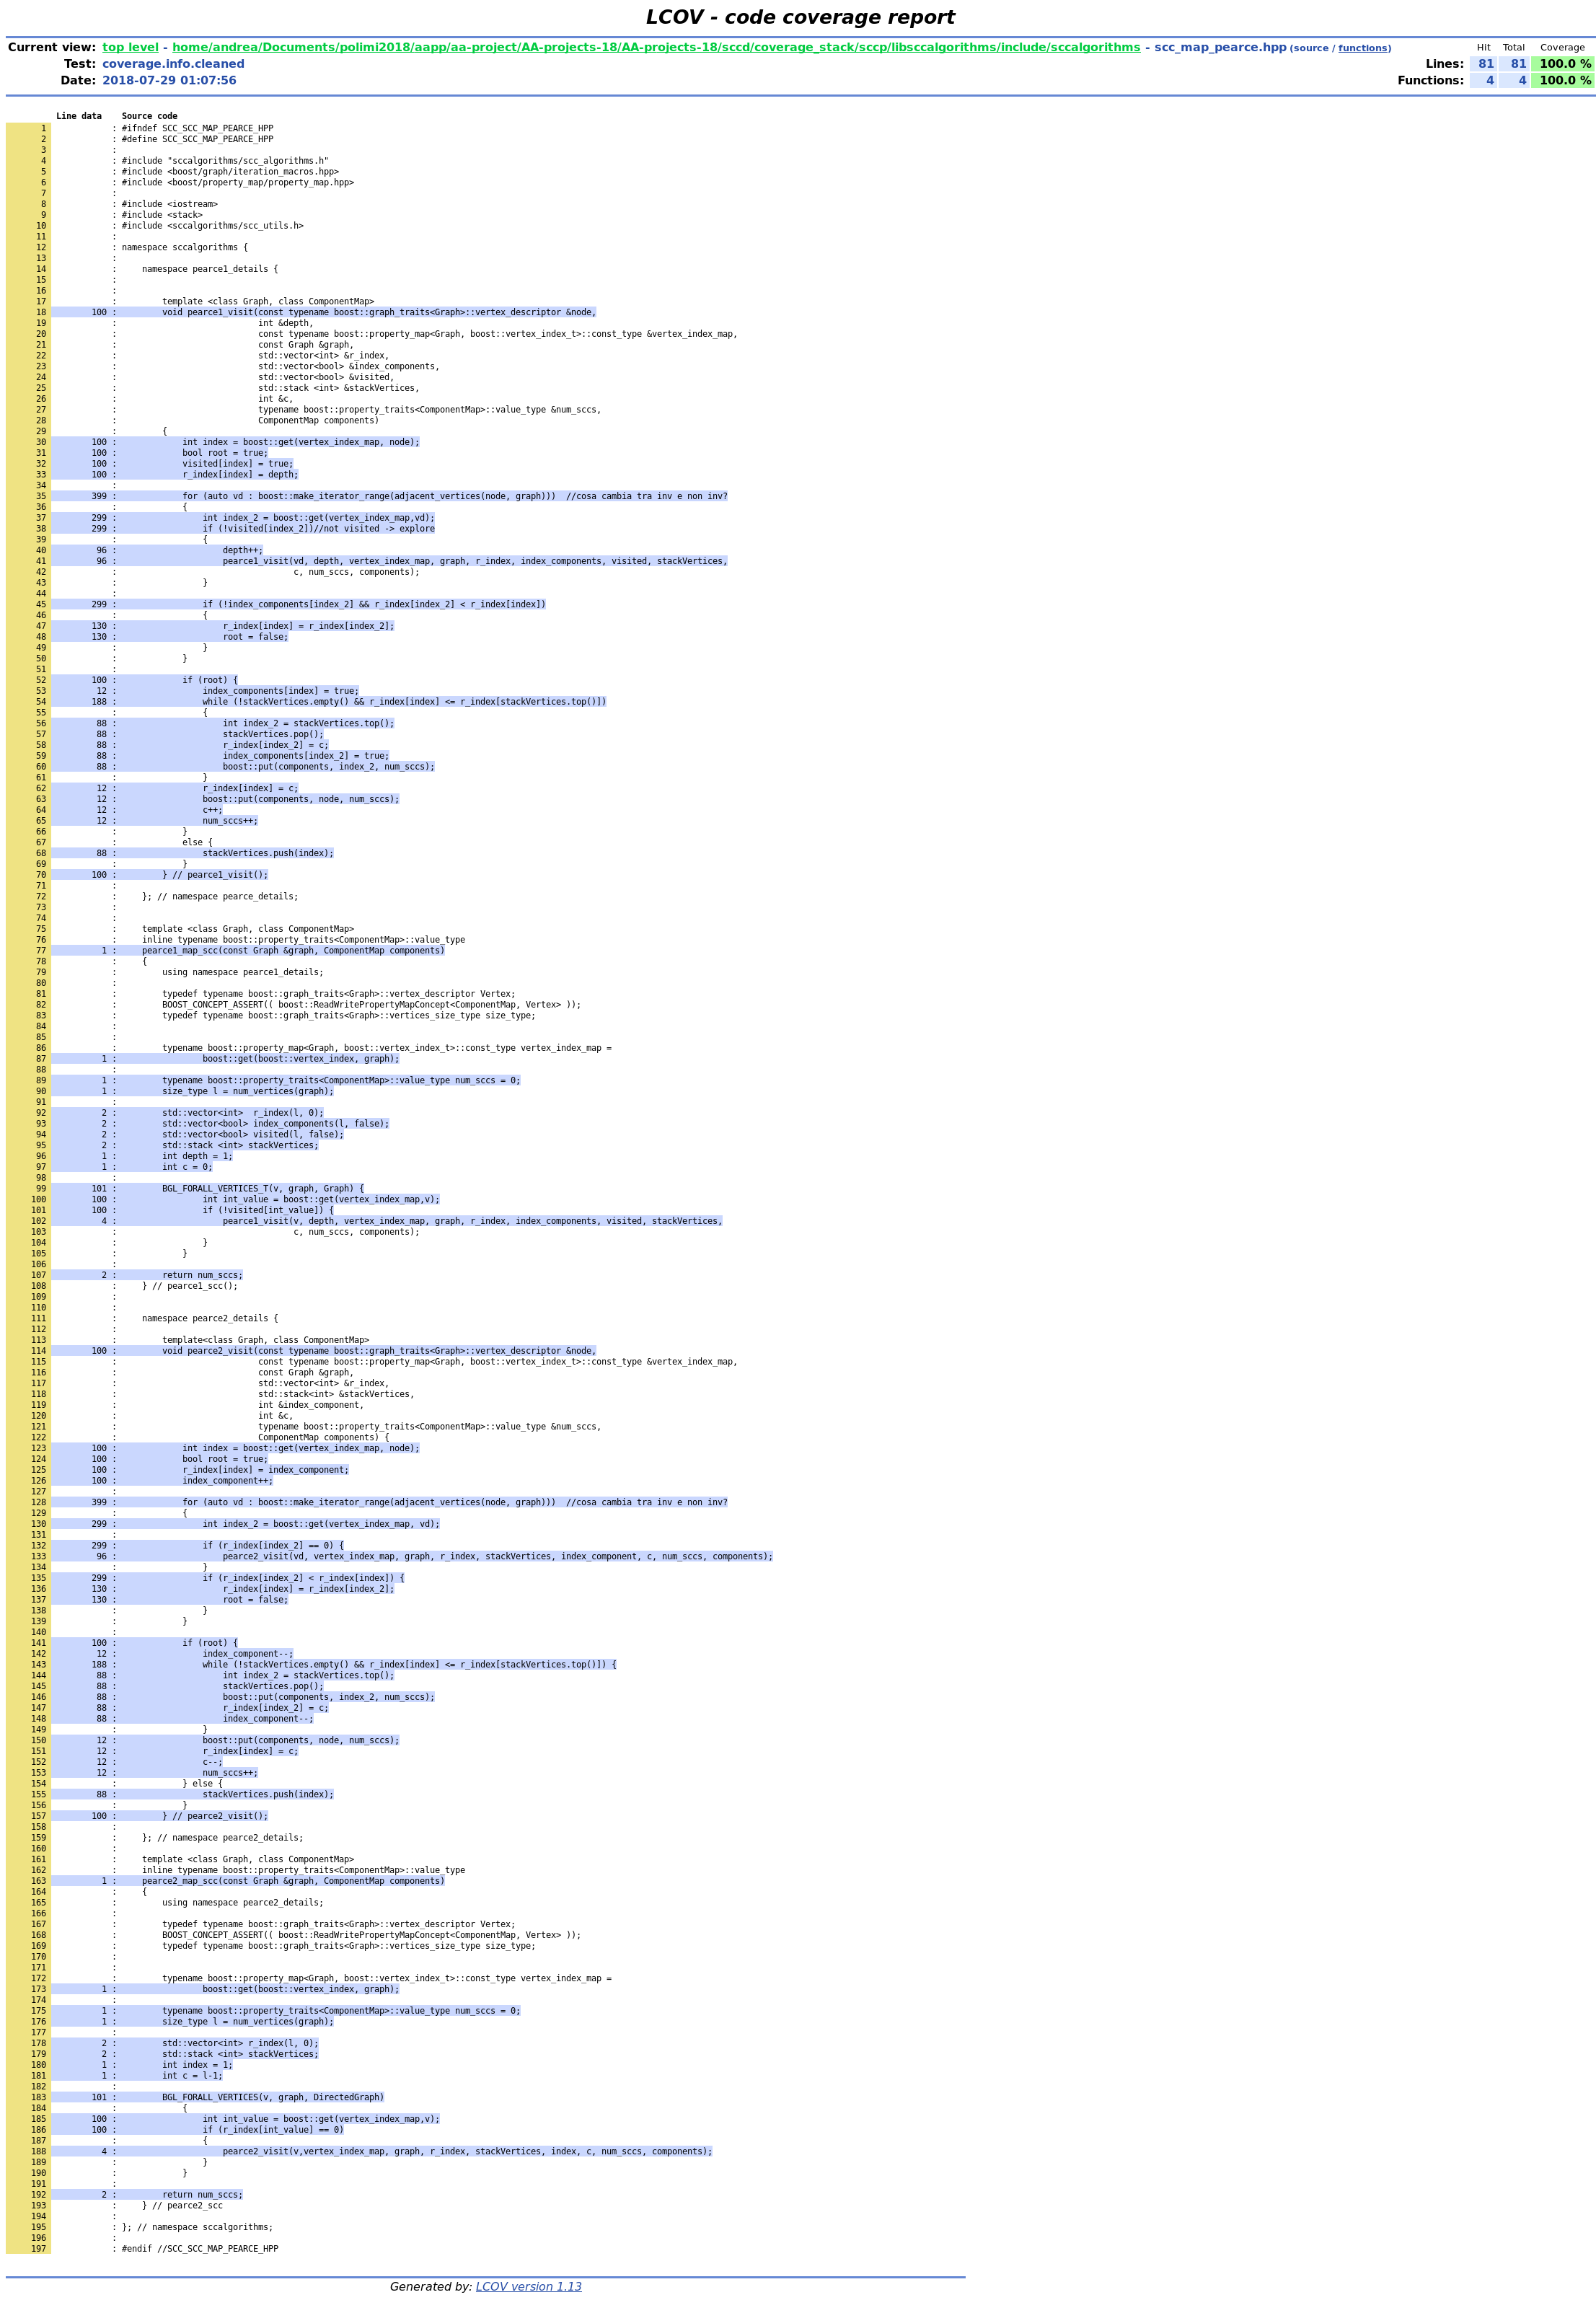 LCOV - code coverage report
Current view: top level - home/andrea/Documents/polimi2018/aapp/aa-project/AA-projects-18/AA-projects-18/sccd/coverage_stack/sccp/libsccalgorithms/include/sccalgorithms - scc_map_pearce.hpp (source / functions) Hit Total Coverage
Test: coverage.info.cleaned Lines: 81 81 100.0 %
Date: 2018-07-29 01:07:56 Functions: 4 4 100.0 %
Line data Source code
1 : #ifndef SCC_SCC_MAP_PEARCE_HPP
2 : #define SCC_SCC_MAP_PEARCE_HPP
3 :
4 : #include "sccalgorithms/scc_algorithms.h"
5 : #include <boost/graph/iteration_macros.hpp>
6 : #include <boost/property_map/property_map.hpp>
7 :
8 : #include <iostream>
9 : #include <stack>
10 : #include <sccalgorithms/scc_utils.h>
11 :
12 : namespace sccalgorithms {
13 :
14 : namespace pearce1_details {
15 :
16 :
17 : template <class Graph, class ComponentMap>
18 100 : void pearce1_visit(const typename boost::graph_traits<Graph>::vertex_descriptor &node,
19 : int &depth,
20 : const typename boost::property_map<Graph, boost::vertex_index_t>::const_type &vertex_index_map,
21 : const Graph &graph,
22 : std::vector<int> &r_index,
23 : std::vector<bool> &index_components,
24 : std::vector<bool> &visited,
25 : std::stack <int> &stackVertices,
26 : int &c,
27 : typename boost::property_traits<ComponentMap>::value_type &num_sccs,
28 : ComponentMap components)
29 : {
30 100 : int index = boost::get(vertex_index_map, node);
31 100 : bool root = true;
32 100 : visited[index] = true;
33 100 : r_index[index] = depth;
34 :
35 399 : for (auto vd : boost::make_iterator_range(adjacent_vertices(node, graph))) //cosa cambia tra inv e non inv?
36 : {
37 299 : int index_2 = boost::get(vertex_index_map,vd);
38 299 : if (!visited[index_2])//not visited -> explore
39 : {
40 96 : depth++;
41 96 : pearce1_visit(vd, depth, vertex_index_map, graph, r_index, index_components, visited, stackVertices,
42 : c, num_sccs, components);
43 : }
44 :
45 299 : if (!index_components[index_2] && r_index[index_2] < r_index[index])
46 : {
47 130 : r_index[index] = r_index[index_2];
48 130 : root = false;
49 : }
50 : }
51 :
52 100 : if (root) {
53 12 : index_components[index] = true;
54 188 : while (!stackVertices.empty() && r_index[index] <= r_index[stackVertices.top()])
55 : {
56 88 : int index_2 = stackVertices.top();
57 88 : stackVertices.pop();
58 88 : r_index[index_2] = c;
59 88 : index_components[index_2] = true;
60 88 : boost::put(components, index_2, num_sccs);
61 : }
62 12 : r_index[index] = c;
63 12 : boost::put(components, node, num_sccs);
64 12 : c++;
65 12 : num_sccs++;
66 : }
67 : else {
68 88 : stackVertices.push(index);
69 : }
70 100 : } // pearce1_visit();
71 :
72 : }; // namespace pearce_details;
73 :
74 :
75 : template <class Graph, class ComponentMap>
76 : inline typename boost::property_traits<ComponentMap>::value_type
77 1 : pearce1_map_scc(const Graph &graph, ComponentMap components)
78 : {
79 : using namespace pearce1_details;
80 :
81 : typedef typename boost::graph_traits<Graph>::vertex_descriptor Vertex;
82 : BOOST_CONCEPT_ASSERT(( boost::ReadWritePropertyMapConcept<ComponentMap, Vertex> ));
83 : typedef typename boost::graph_traits<Graph>::vertices_size_type size_type;
84 :
85 :
86 : typename boost::property_map<Graph, boost::vertex_index_t>::const_type vertex_index_map =
87 1 : boost::get(boost::vertex_index, graph);
88 :
89 1 : typename boost::property_traits<ComponentMap>::value_type num_sccs = 0;
90 1 : size_type l = num_vertices(graph);
91 :
92 2 : std::vector<int> r_index(l, 0);
93 2 : std::vector<bool> index_components(l, false);
94 2 : std::vector<bool> visited(l, false);
95 2 : std::stack <int> stackVertices;
96 1 : int depth = 1;
97 1 : int c = 0;
98 :
99 101 : BGL_FORALL_VERTICES_T(v, graph, Graph) {
100 100 : int int_value = boost::get(vertex_index_map,v);
101 100 : if (!visited[int_value]) {
102 4 : pearce1_visit(v, depth, vertex_index_map, graph, r_index, index_components, visited, stackVertices,
103 : c, num_sccs, components);
104 : }
105 : }
106 :
107 2 : return num_sccs;
108 : } // pearce1_scc();
109 :
110 :
111 : namespace pearce2_details {
112 :
113 : template<class Graph, class ComponentMap>
114 100 : void pearce2_visit(const typename boost::graph_traits<Graph>::vertex_descriptor &node,
115 : const typename boost::property_map<Graph, boost::vertex_index_t>::const_type &vertex_index_map,
116 : const Graph &graph,
117 : std::vector<int> &r_index,
118 : std::stack<int> &stackVertices,
119 : int &index_component,
120 : int &c,
121 : typename boost::property_traits<ComponentMap>::value_type &num_sccs,
122 : ComponentMap components) {
123 100 : int index = boost::get(vertex_index_map, node);
124 100 : bool root = true;
125 100 : r_index[index] = index_component;
126 100 : index_component++;
127 :
128 399 : for (auto vd : boost::make_iterator_range(adjacent_vertices(node, graph))) //cosa cambia tra inv e non inv?
129 : {
130 299 : int index_2 = boost::get(vertex_index_map, vd);
131 :
132 299 : if (r_index[index_2] == 0) {
133 96 : pearce2_visit(vd, vertex_index_map, graph, r_index, stackVertices, index_component, c, num_sccs, components);
134 : }
135 299 : if (r_index[index_2] < r_index[index]) {
136 130 : r_index[index] = r_index[index_2];
137 130 : root = false;
138 : }
139 : }
140 :
141 100 : if (root) {
142 12 : index_component--;
143 188 : while (!stackVertices.empty() && r_index[index] <= r_index[stackVertices.top()]) {
144 88 : int index_2 = stackVertices.top();
145 88 : stackVertices.pop();
146 88 : boost::put(components, index_2, num_sccs);
147 88 : r_index[index_2] = c;
148 88 : index_component--;
149 : }
150 12 : boost::put(components, node, num_sccs);
151 12 : r_index[index] = c;
152 12 : c--;
153 12 : num_sccs++;
154 : } else {
155 88 : stackVertices.push(index);
156 : }
157 100 : } // pearce2_visit();
158 :
159 : }; // namespace pearce2_details;
160 :
161 : template <class Graph, class ComponentMap>
162 : inline typename boost::property_traits<ComponentMap>::value_type
163 1 : pearce2_map_scc(const Graph &graph, ComponentMap components)
164 : {
165 : using namespace pearce2_details;
166 :
167 : typedef typename boost::graph_traits<Graph>::vertex_descriptor Vertex;
168 : BOOST_CONCEPT_ASSERT(( boost::ReadWritePropertyMapConcept<ComponentMap, Vertex> ));
169 : typedef typename boost::graph_traits<Graph>::vertices_size_type size_type;
170 :
171 :
172 : typename boost::property_map<Graph, boost::vertex_index_t>::const_type vertex_index_map =
173 1 : boost::get(boost::vertex_index, graph);
174 :
175 1 : typename boost::property_traits<ComponentMap>::value_type num_sccs = 0;
176 1 : size_type l = num_vertices(graph);
177 :
178 2 : std::vector<int> r_index(l, 0);
179 2 : std::stack <int> stackVertices;
180 1 : int index = 1;
181 1 : int c = l-1;
182 :
183 101 : BGL_FORALL_VERTICES(v, graph, DirectedGraph)
184 : {
185 100 : int int_value = boost::get(vertex_index_map,v);
186 100 : if (r_index[int_value] == 0)
187 : {
188 4 : pearce2_visit(v,vertex_index_map, graph, r_index, stackVertices, index, c, num_sccs, components);
189 : }
190 : }
191 :
192 2 : return num_sccs;
193 : } // pearce2_scc
194 :
195 : }; // namespace sccalgorithms;
196 :
197 : #endif //SCC_SCC_MAP_PEARCE_HPP
Generated by: LCOV version 1.13